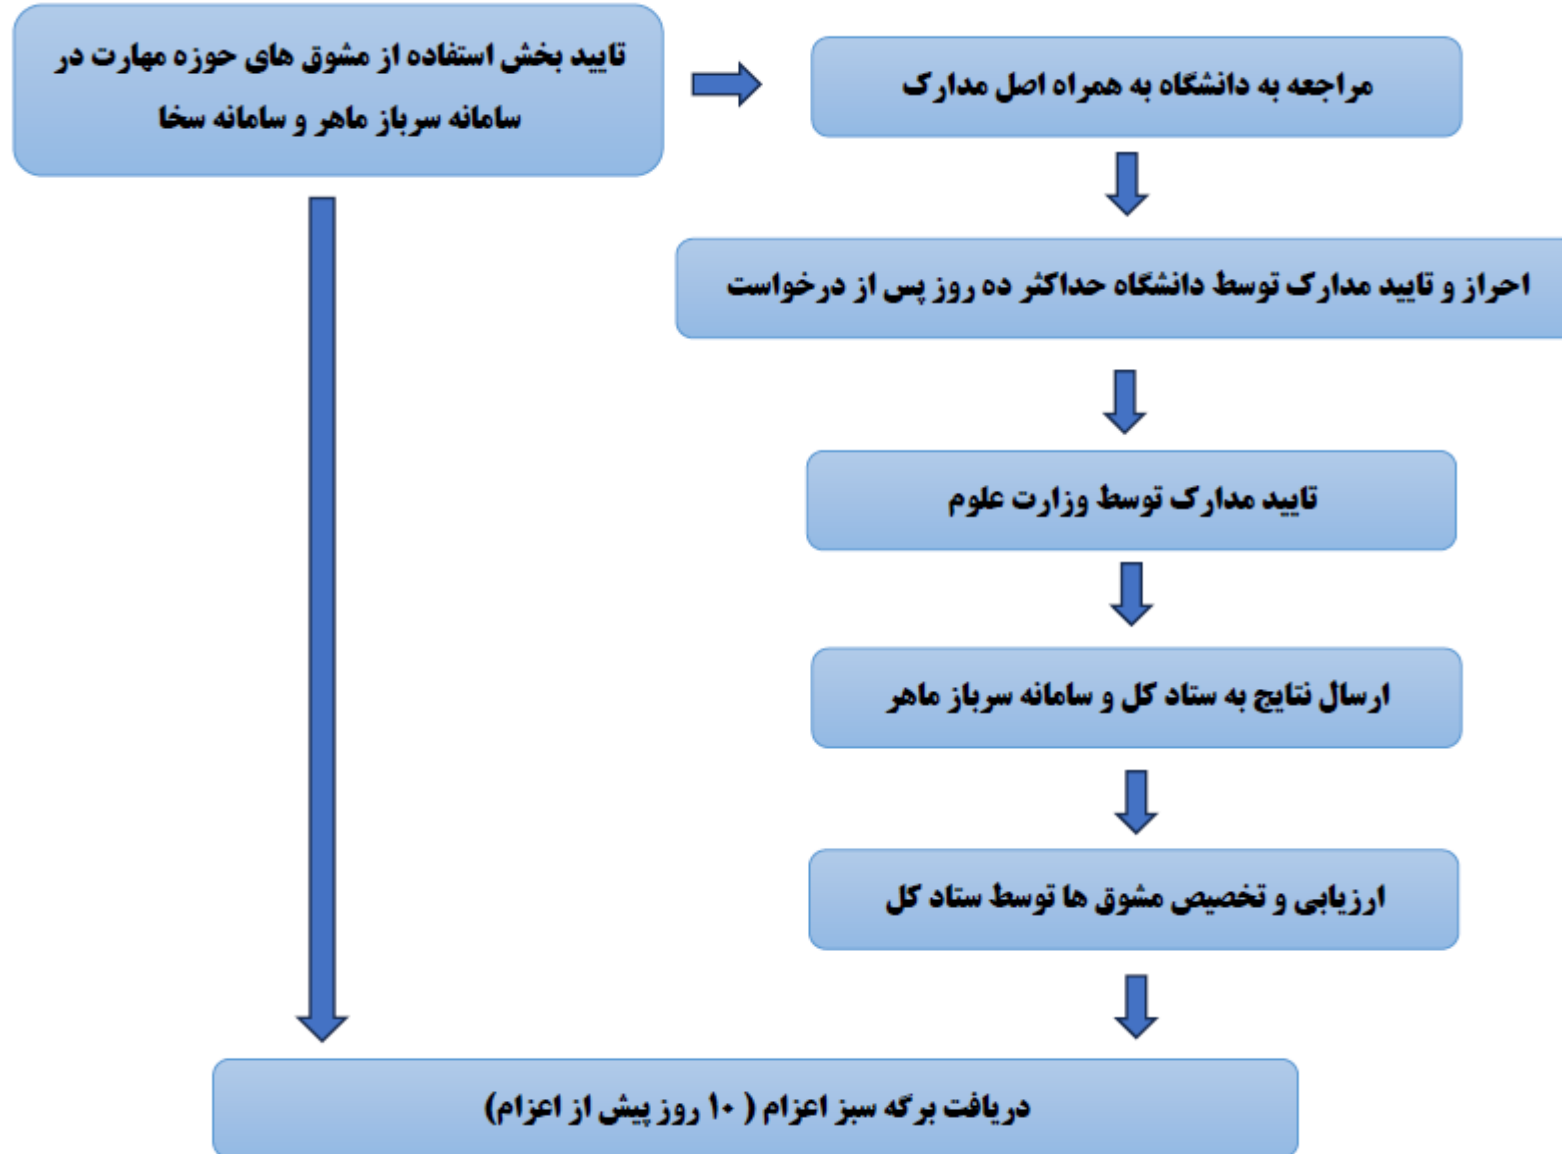 تایید بخش استفاده از مشوق های حوزه مهارت در
سامانه سرباز ماهر و سامانه سخا
مراجعه به دانشگاه به همراه اصل مدارک
احراز و تایید مدارک توسط دانشگاه حداکثر ده روز پس از درخواست
تایید مدارک توسط وزارت علوم
ارسال نتایج به ستاد کل و سامانه سرباز ماهر
ارزیابی و تخصیص مشوق ها توسط ستاد کل
دریافت برگه سبز اعزام ( ۱۰ روز پیش از اعزام)